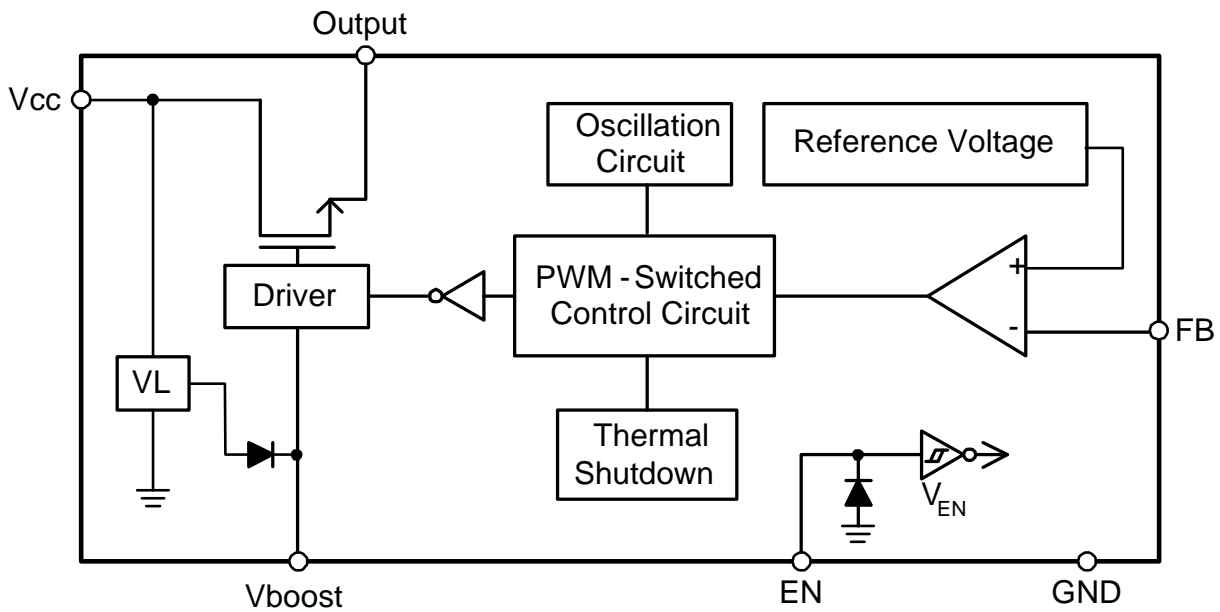 Output
Vcc
Oscillation
Circuit
Reference Voltage
+
-
PWM - Switched
Control Circuit
Driver
FB
VL
Thermal
Shutdown
VEN
Vboost
EN
GND